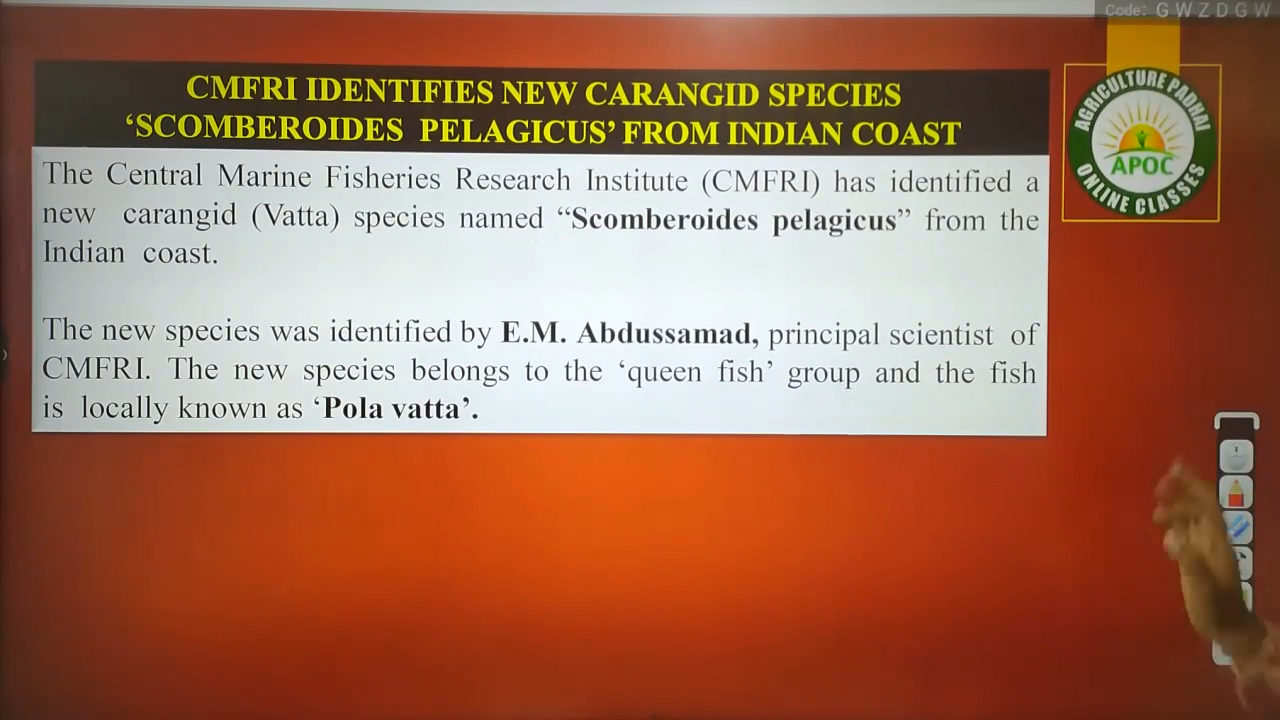 Code: G W Z D G W
CMFRI IDENTIFIES NEW CARANGID SPECIES
‘SCOMBEROIDES PELAGICUS’ FROM INDIAN COAST
AGRICULTURE PADHAI
APOC
ONLINE CLASSES
The Central Marine Fisheries Research Institute (CMFRI) has identified a
new carangid (Vatta) species named “Scomberoides pelagicus” from the
Indian coast.
The new species was identified by E.M. Abdussamad, principal scientist of
CMFRI. The new species belongs to the ‘queen fish’ group and the fish
is locally known as ‘Pola vatta’.